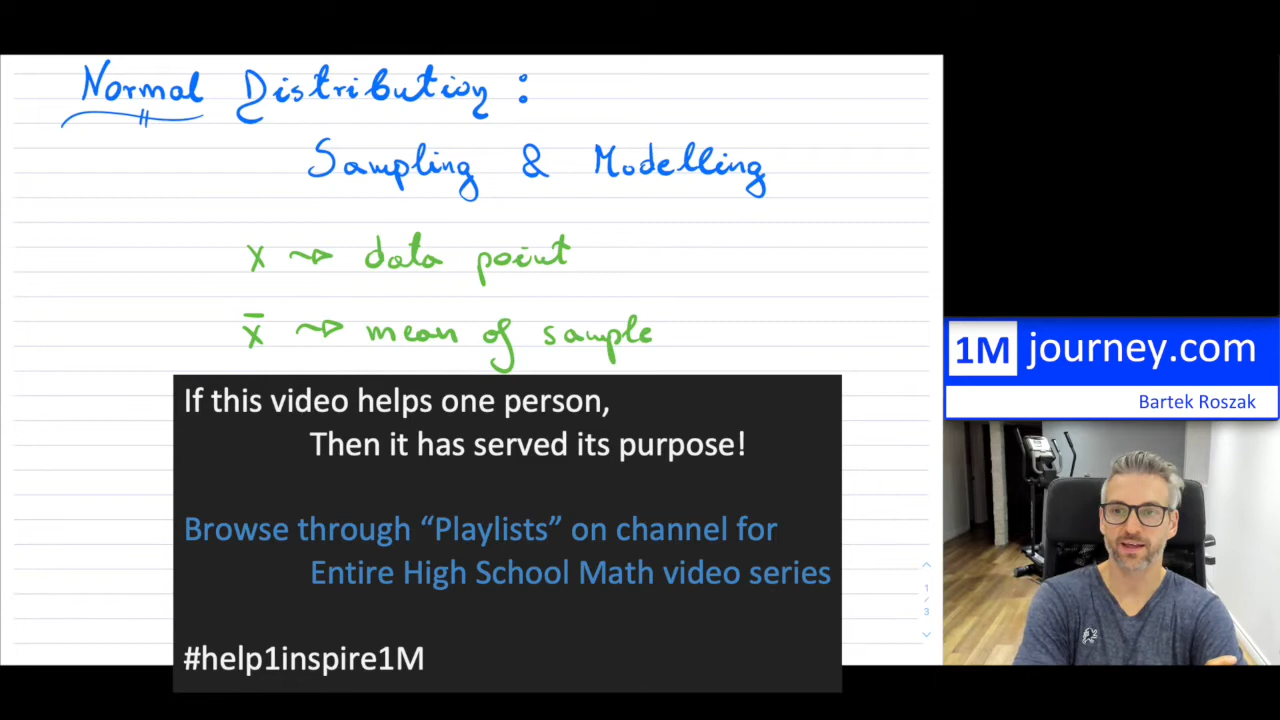 Normal Distribution:
Sampling & Modelling
x ⇝ data point
x̄ ⇝ mean of sample
If this video helps one person,
Then it has served its purpose!
Browse through “Playlists” on channel for
Entire High School Math video series
#help1inspire1M
1M journey.com
Bartek Roszak
1
/
3